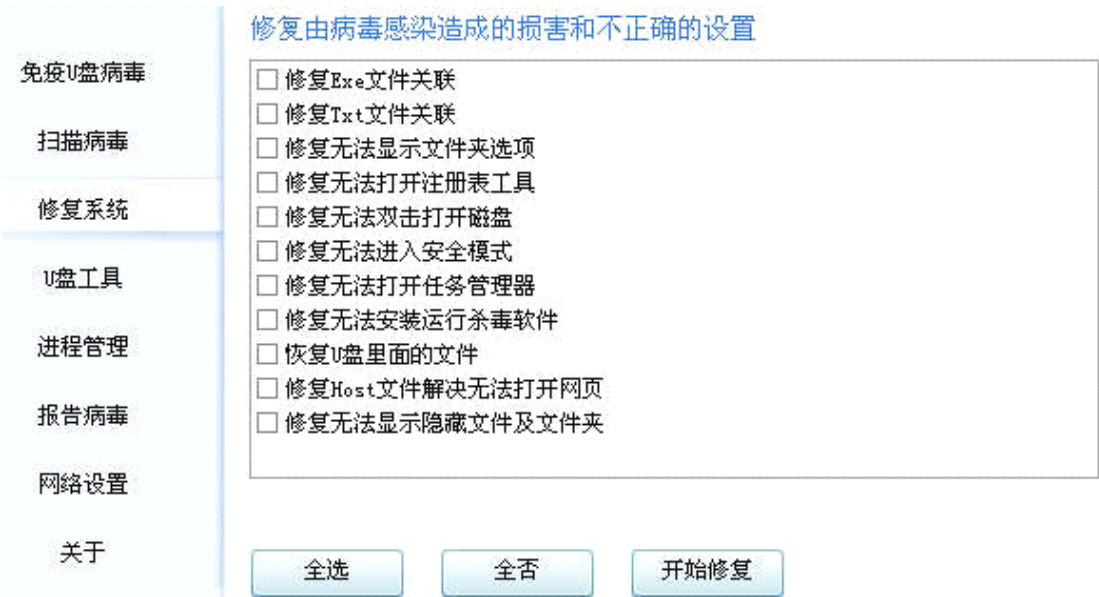 免疫U盘病毒
扫描病毒
修复系统
U盘工具
进程管理
报告病毒
网络设置
关于
修复由病毒感染造成的损害和不正确的设置
修复Exe文件关联
修复Txt文件关联
修复无法显示文件夹选项
修复无法打开注册表工具
修复无法双击打开磁盘
修复无法进入安全模式
修复无法打开任务管理器
修复无法安装运行杀毒软件
恢复U盘里面的文件
修复Host文件解决无法打开网页
修复无法显示隐藏文件及文件夹
全选 全否 开始修复